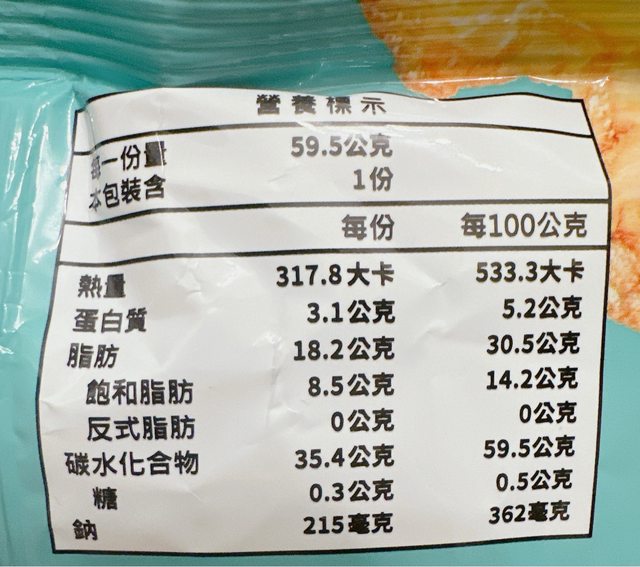 營養標示
每一份量 59.5公克
本包裝含 1份
每份 每100公克
熱量 317.8大卡 533.3大卡
蛋白質 3.1公克 5.2公克
脂肪 18.2公克 30.5公克
飽和脂肪 8.5公克 14.2公克
反式脂肪 0公克 0公克
碳水化合物 35.4公克 59.5公克
糖 0.3公克 0.5公克
鈉 215毫克 362毫克